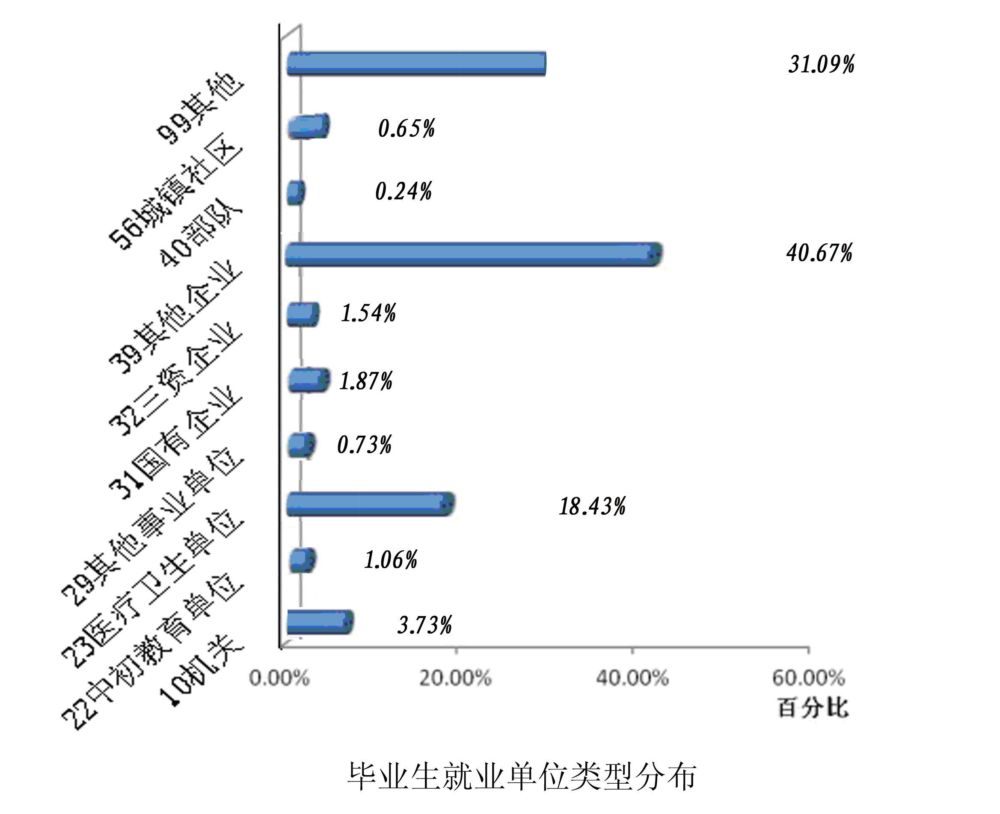 99其他
31.09%
56城镇社区
0.65%
40部队
0.24%
39其他企业
40.67%
32三资企业
1.54%
31国有企业
1.87%
29其他事业单位
0.73%
23医疗卫生单位
18.43%
22中初教育单位
1.06%
10机关
3.73%
0.00%
20.00%
40.00%
60.00%
百分比
毕业生就业单位类型分布